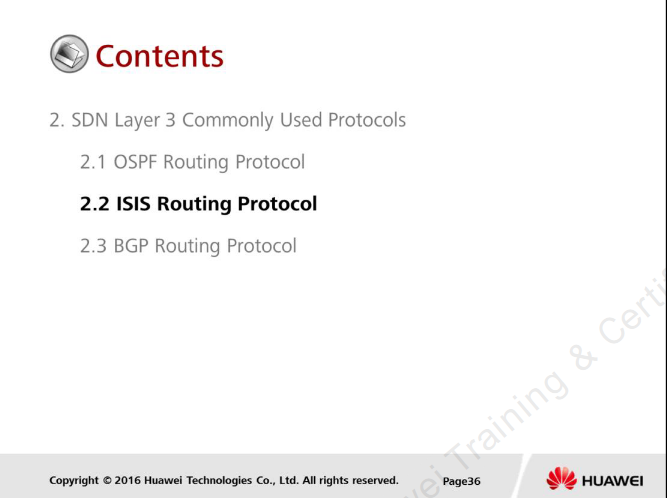 Contents
2. SDN Layer 3 Commonly Used Protocols
2.1 OSPF Routing Protocol
2.2 ISIS Routing Protocol
2.3 BGP Routing Protocol
Training &
Copyright © 2016 Huawei Technologies Co., Ltd. All rights reserved.
Page36
HUAWEI